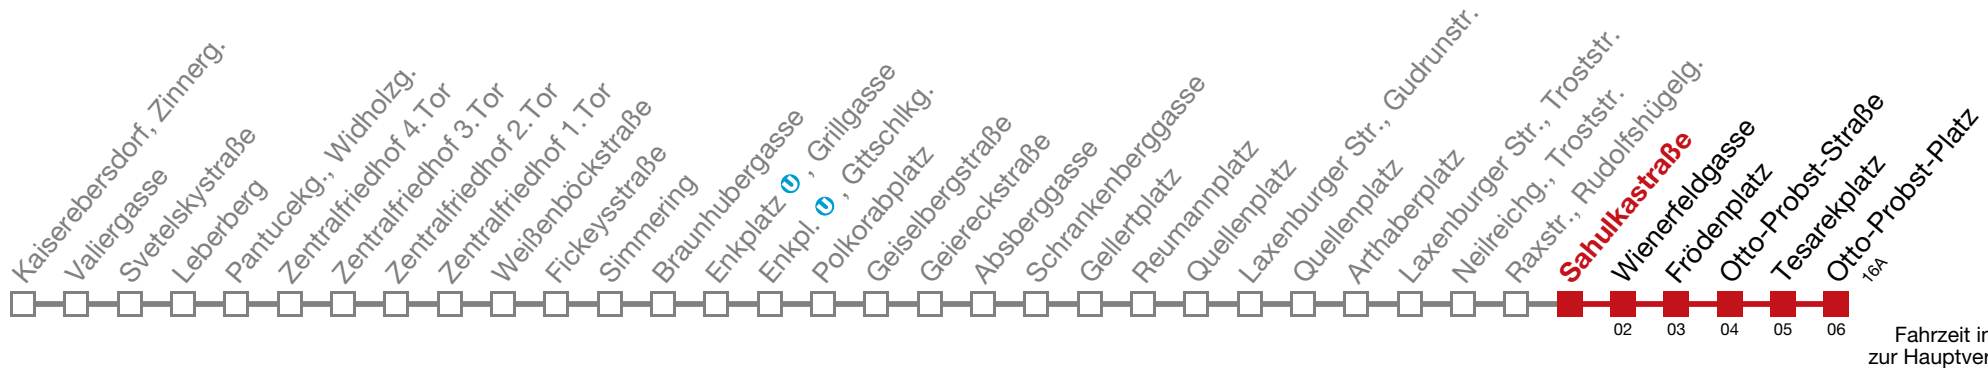 Kaiserebersdorf, Zinnerg.
Valiergasse
Svetelskystraße
Leberberg
Pantucekg., Widholzg.
Zentralfriedhof 4.Tor
Zentralfriedhof 3.Tor
Zentralfriedhof 2.Tor
Zentralfriedhof 1.Tor
Weißenböckstraße
Fickeysstraße
Simmering
Braunhubergasse
Enkplatz U, Grillgasse
Enkpl. U, Gttschlkg.
Polkorabplatz
Geiselbergstraße
Geiereckstraße
Absberggasse
Schrankenberggasse
Gellertplatz
Reumannplatz
Quellenplatz
Laxenburger Str., Gudrunstr.
Quellenplatz
Arthaberplatz
Laxenburger Str., Troststr.
Neilreichg., Troststr.
Raxstr., Rudolfshügelg.
Sahulkastraße
Wienerfeldgasse
Frödenplatz
Otto-Probst-Straße
Tesarekplatz
Otto-Probst-Platz
16A
02 03 04 05 06
Fahrzeit in
zur Hauptver